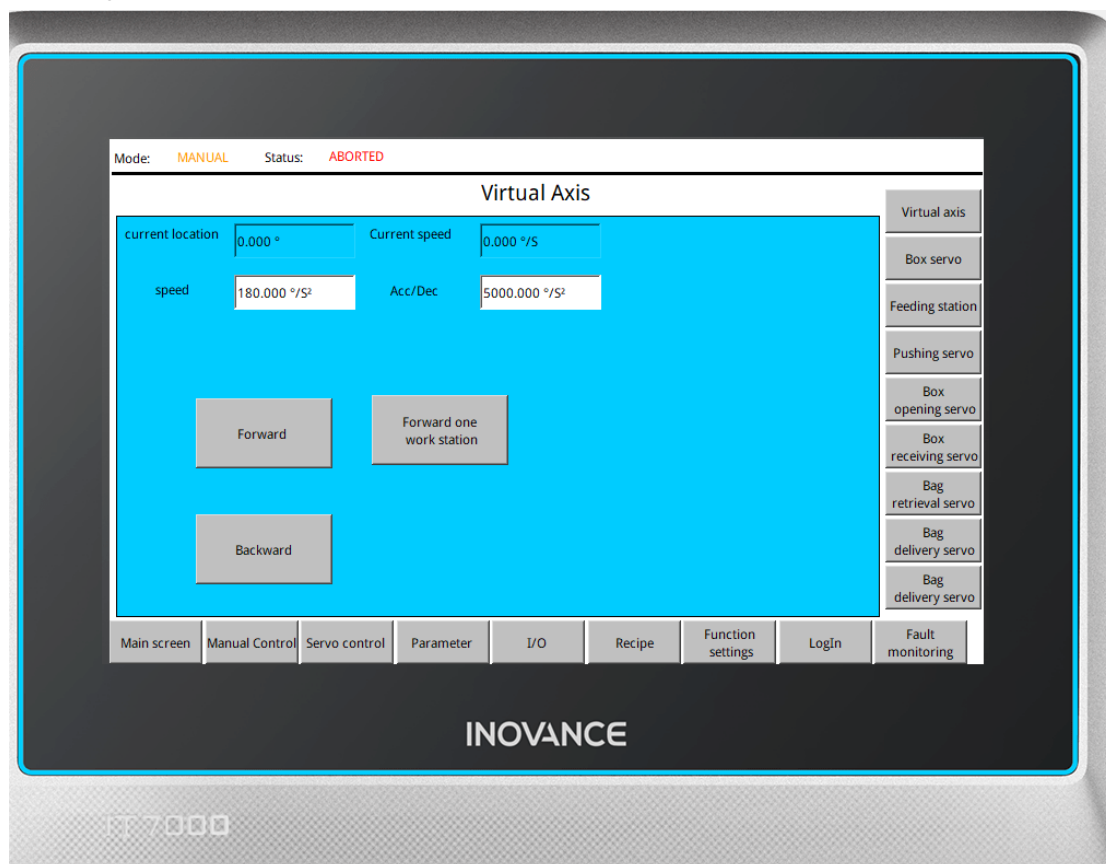 Mode: MANUAL Status: ABORTED
Virtual Axis
current location 0.000 ° Current speed 0.000 °/S
speed 180.000 °/S² Acc/Dec 5000.000 °/S²
Forward
Forward one
work station
Backward
Virtual axis
Box servo
Feeding station
Pushing servo
Box
opening servo
Box
receiving servo
Bag
retrieval servo
Bag
delivery servo
Bag
delivery servo
Main screen
Manual Control
Servo control
Parameter
I/O
Recipe
Function
settings
LogIn
Fault
monitoring
INOVANCE
IT7000